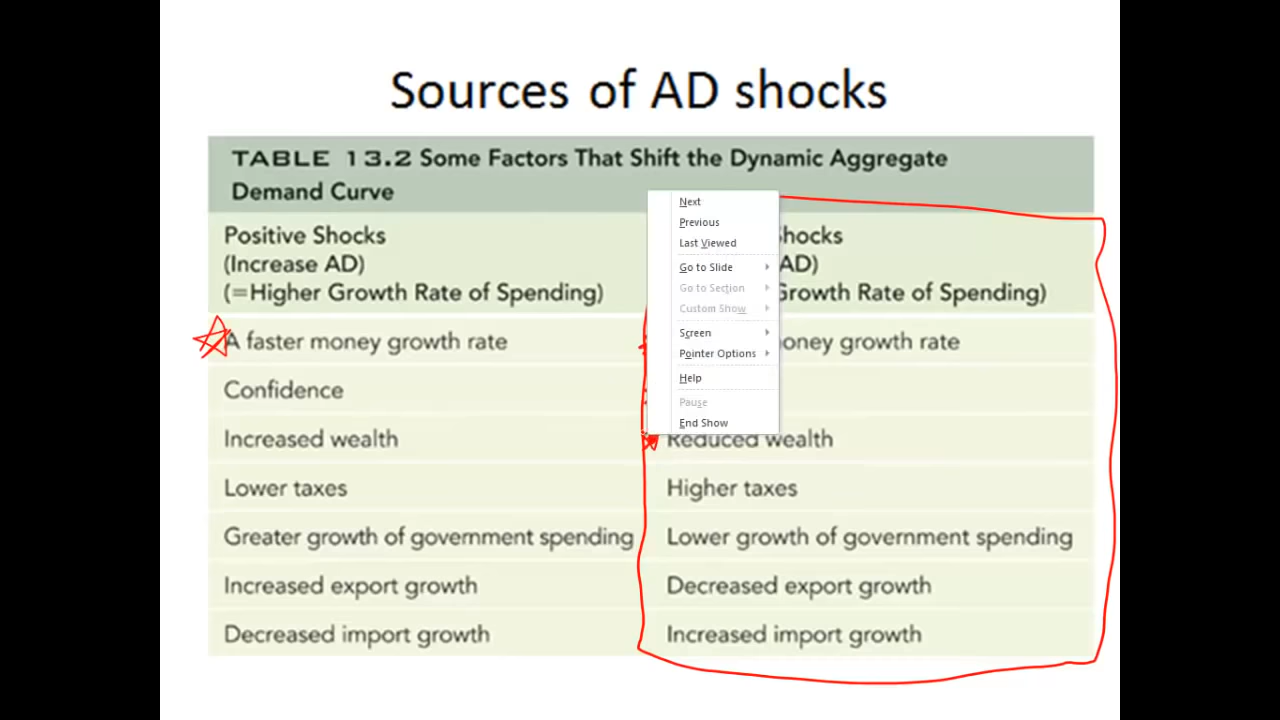 Sources of AD shocks
TABLE 13.2 Some Factors That Shift the Dynamic Aggregate
Demand Curve
Positive Shocks
(Increase AD)
(=Higher Growth Rate of Spending)
A faster money growth rate
Confidence
Increased wealth
Lower taxes
Greater growth of government spending
Increased export growth
Decreased import growth
Shocks
AD)
Growth Rate of Spending)
money growth rate
Reduced wealth
Higher taxes
Lower growth of government spending
Decreased export growth
Increased import growth
Next
Previous
Last Viewed
Go to Slide
Go to Section
Custom Show
Screen
Pointer Options
Help
Pause
End Show